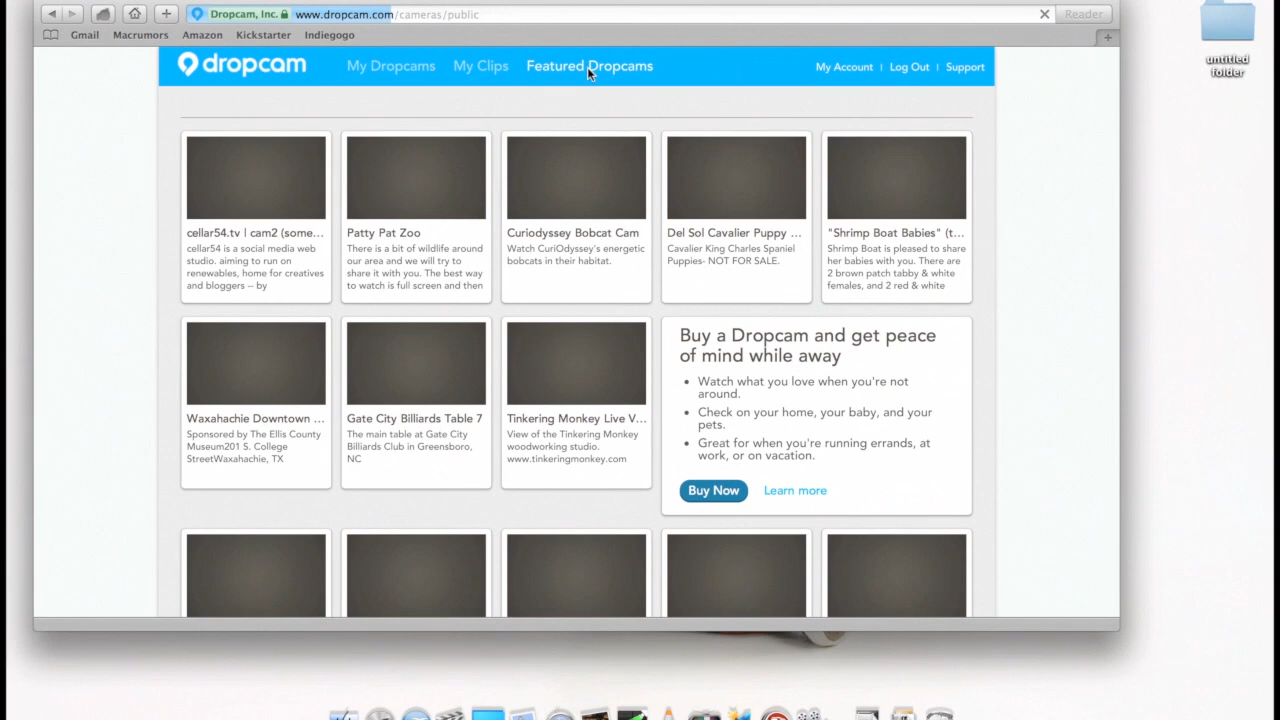 Dropcam, Inc. www.dropcam.com/cameras/public
Reader
Gmail Macrumors Amazon Kickstarter Indiegogo
untitled
folder
dropcam My Dropcams My Clips Featured Dropcams My Account | Log Out | Support
cellar54.tv | cam2 (some...
cellar54 is a social media web
studio. aiming to run on
renewables, home for creatives
and bloggers -- by
Patty Pat Zoo
There is a bit of wildlife around
our area and we will try to
share it with you. The best way
to watch is full screen and then
Curiodyssey Bobcat Cam
Watch CuriOdyssey's energetic
bobcats in their habitat.
Del Sol Cavalier Puppy ...
Cavalier King Charles Spaniel
Puppies- NOT FOR SALE.
"Shrimp Boat Babies" (t...
Shrimp Boat is pleased to share
her babies with you. There are
2 brown patch tabby & white
females, and 2 red & white
Waxahachie Downtown ...
Sponsored by The Ellis County
Museum201 S. College
StreetWaxahachie, TX
Gate City Billiards Table 7
The main table at Gate City
Billiards Club in Greensboro,
NC
Tinkering Monkey Live V...
View of the Tinkering Monkey
woodworking studio.
www.tinkeringmonkey.com
Buy a Dropcam and get peace
of mind while away
• Watch what you love when you're not
around.
• Check on your home, your baby, and your
pets.
• Great for when you're running errands, at
work, or on vacation.
Buy Now Learn more